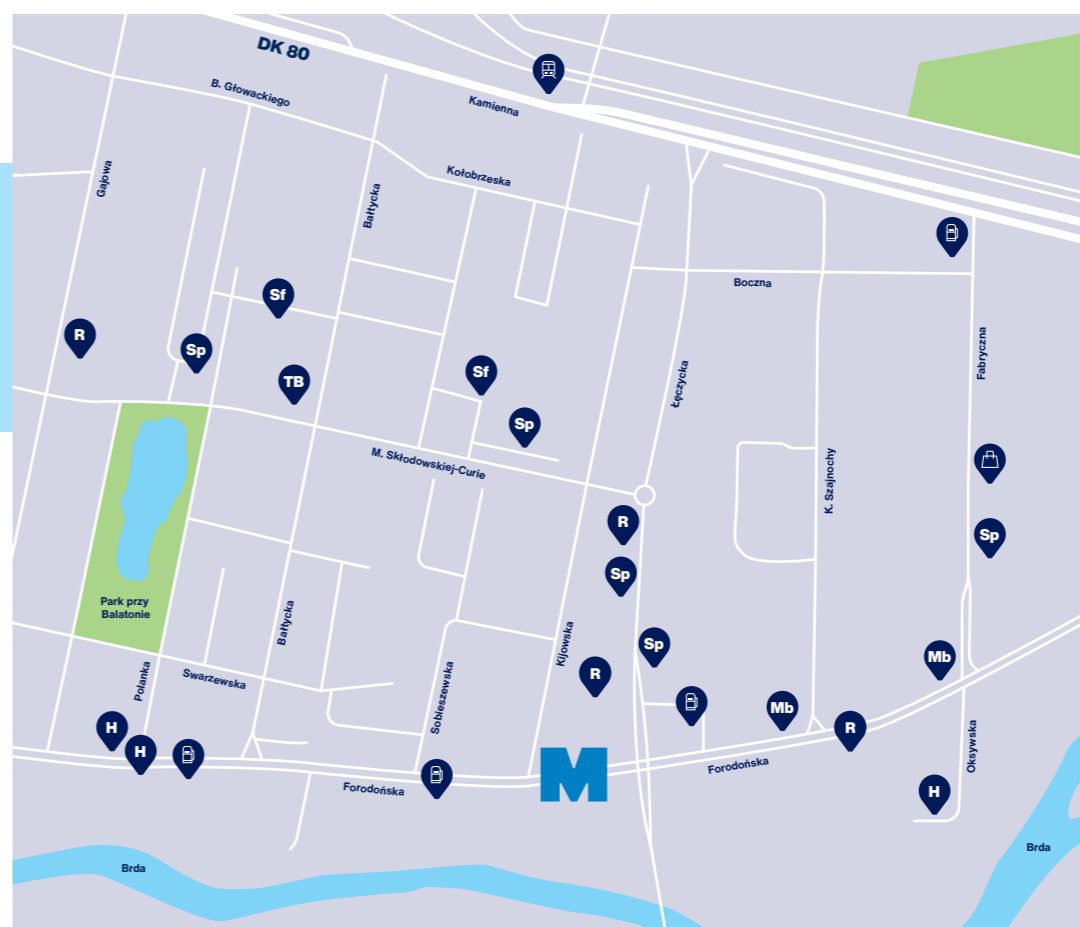 DK 80
B. Głowackiego
Kamienna
Gajowa
Kołobrzeska
Bałtycka
Boczna
Sf
R
Sp
Fabryczna
Sf
TB
Łęczycka
Sp
M. Skłodowskiej-Curie
K. Szajnochy
R
Sp
Sp
Park przy
Balatonie
Bałtycka
Kijowska
Sp
Mb
Polanka
Swarzewska
R
Sobieszewska
Mb
H
R
H
Oksywska
M
Forodońska
Forodońska
H
Brda
Brda